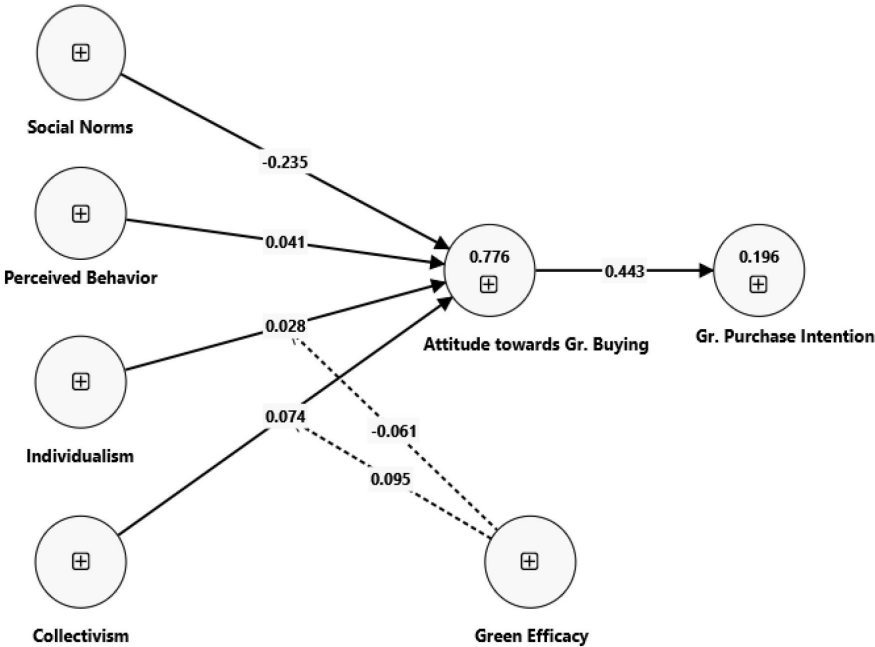 Social Norms
-0.235
Perceived Behavior
0.041
0.776
0.443
0.196
Attitude towards Gr. Buying
Gr. Purchase Intention
0.028
Individualism
0.074
-0.061
0.095
Collectivism
Green Efficacy